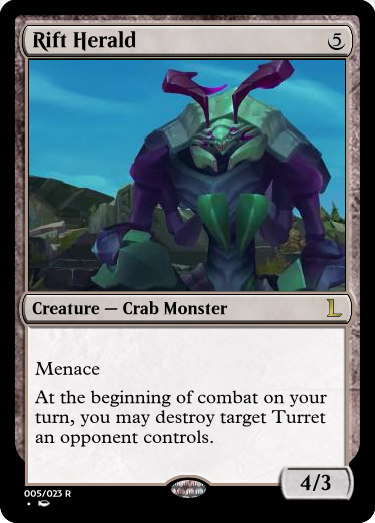 Rift Herald 5
Creature — Crab Monster L
Menace
At the beginning of combat on your
turn, you may destroy target Turret
an opponent controls.
005/023 R
4/3